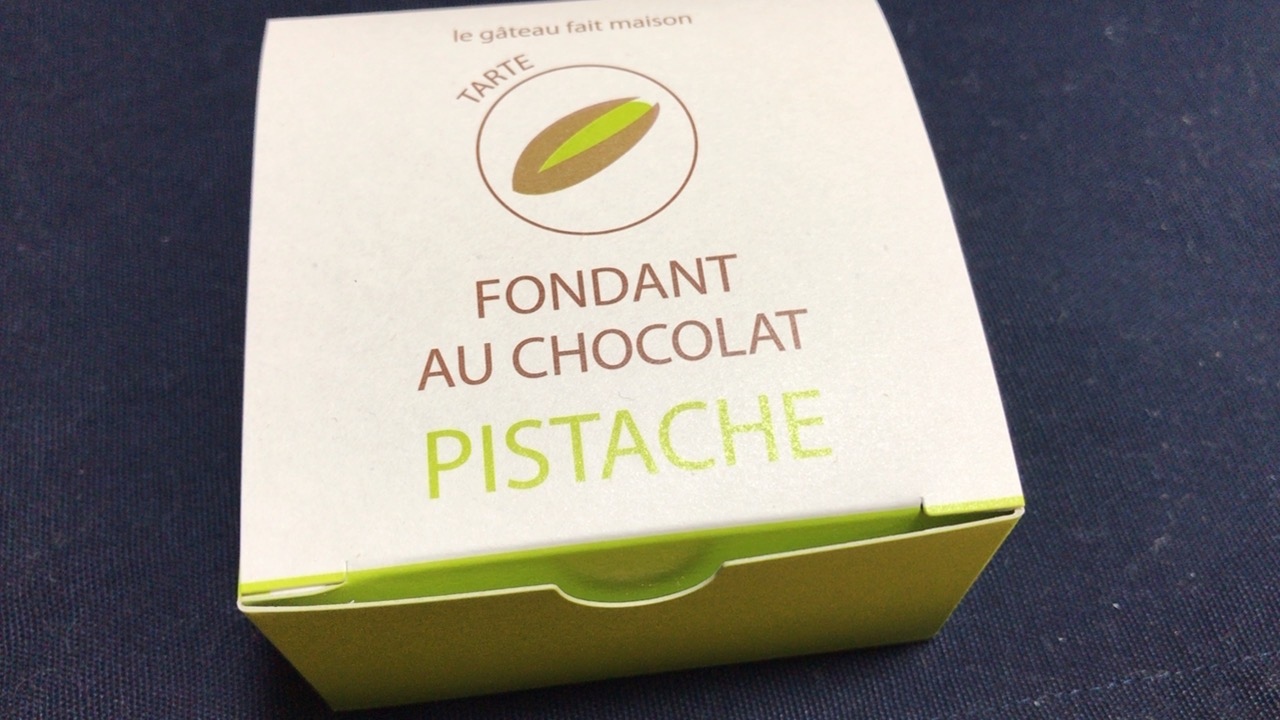 le gâteau fait maison
TARTE
FONDANT
AU CHOCOLAT
PISTACHE